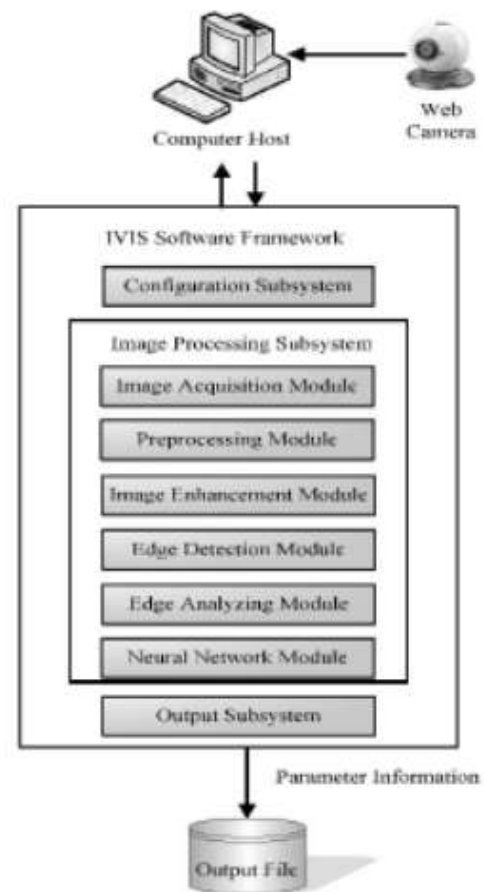 Web
Camera
Computer Host
IVIS Software Framework
Configuration Subsystem
Image Processing Subsystem
Image Acquisition Module
Preprocessing Module
Image Enhancement Module
Edge Detection Module
Edge Analyzing Module
Neural Network Module
Output Subsystem
Parameter Information
Output File